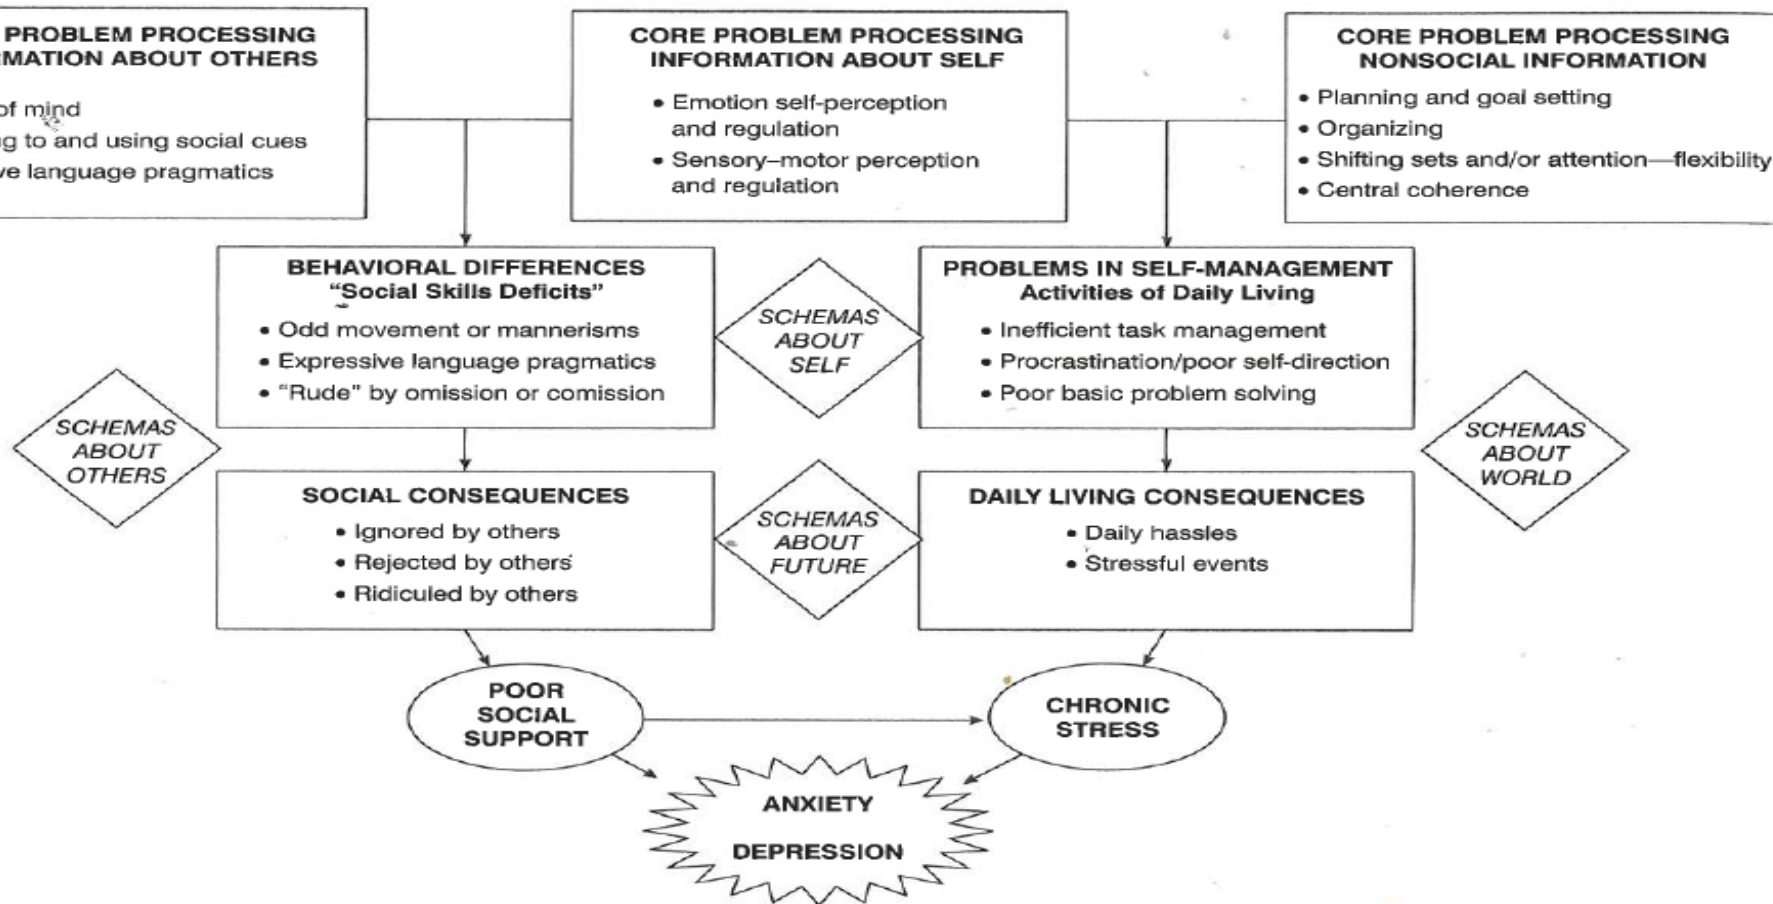 PROBLEM PROCESSING
ABOUT OTHERS
of mind
to and using social cues
language pragmatics
CORE PROBLEM PROCESSING
INFORMATION ABOUT SELF
• Emotion self-perception
and regulation
• Sensory–motor perception
and regulation
CORE PROBLEM PROCESSING
NONSOCIAL INFORMATION
• Planning and goal setting
• Organizing
• Shifting sets and/or attention—flexibility
• Central coherence
BEHAVIORAL DIFFERENCES
“Social Skills Deficits”
• Odd movement or mannerisms
• Expressive language pragmatics
• “Rude” by omission or comission
SCHEMAS
ABOUT
SELF
PROBLEMS IN SELF-MANAGEMENT
Activities of Daily Living
• Inefficient task management
• Procrastination/poor self-direction
• Poor basic problem solving
SCHEMAS
ABOUT
OTHERS
SCHEMAS
ABOUT
WORLD
SOCIAL CONSEQUENCES
• Ignored by others
• Rejected by others
• Ridiculed by others
SCHEMAS
ABOUT
FUTURE
DAILY LIVING CONSEQUENCES
• Daily hassles
• Stressful events
POOR
SOCIAL
SUPPORT
CHRONIC
STRESS
ANXIETY
DEPRESSION